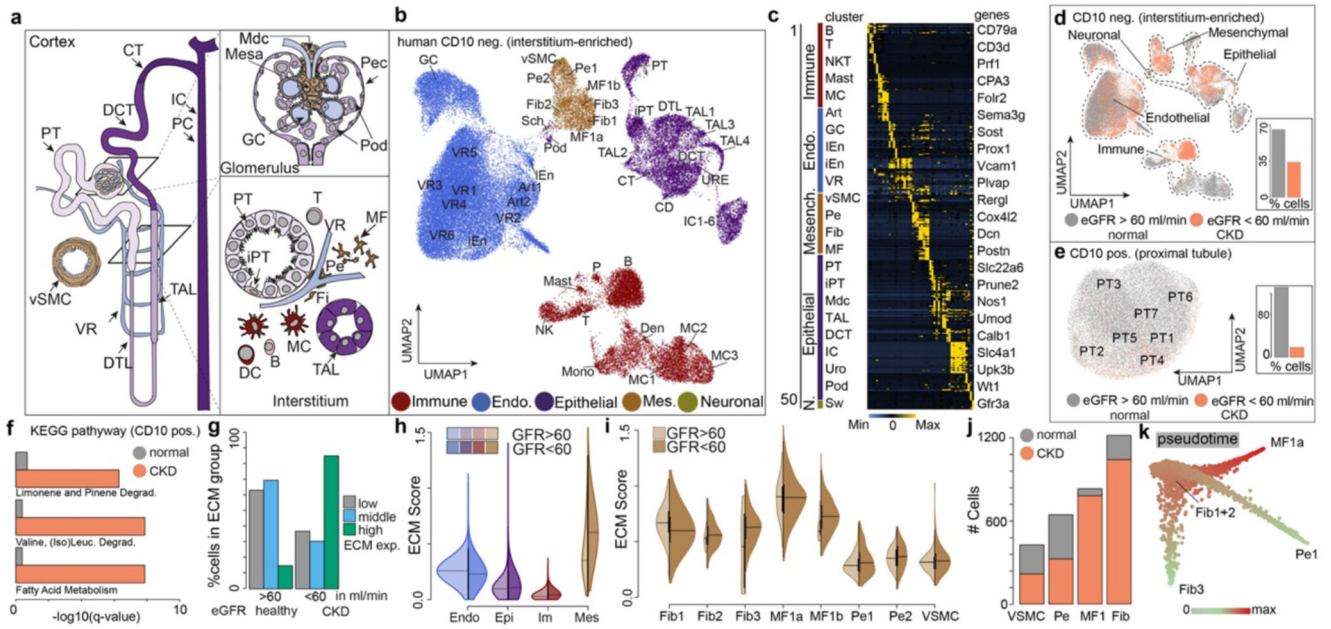 a
Cortex
CT
DCT
IC
PC
PT
vSMC
VR
TAL
DTL
Mdc
Mesa
Pec
GC
Pod
Glomerulus
PT
T
VR
MF
iPT
Pe
Fi
MC
B
DC
TAL
Interstitium
b
human CD10 neg. (interstitium-enriched)
GC
vSMC
Pe2
Pe1
MF1b
Fib2
Fib3
Sch
Fib1
MF1a
Pod
PT
iPT
DTL
TAL1
TAL3
TAL4
TAL2
DCT
URE
CT
CD
IC1-6
VR5
VR3
VR1
VR4
VR6
IEn
Art1
Art2
VR2
IEn
Mast
P
B
NK
T
Den
MC2
MC3
Mono
MC1
UMAP2
UMAP1
Immune
Endo.
Epithelial
Mes.
Neuronal
c
cluster
genes
1
50
Immune
Endo.
Mesench.
Epithelial
N.
B
T
NKT
Mast
MC
Art
GC
IEn
iEn
VR
vSMC
Pe
Fib
MF
PT
iPT
Mdc
TAL
DCT
IC
Uro
Pod
Sw
CD79a
CD3d
Prf1
CPA3
Folr2
Sema3g
Sost
Prox1
Vcam1
Plvap
Rergl
Cox4l2
Dcn
Postn
Slc22a6
Prune2
Nos1
Umod
Calb1
Slc4a1
Upk3b
Wt1
Gfr3a
Min
Max
d
CD10 neg. (interstitium-enriched)
Neuronal
Mesenchymal
Epithelial
Endothelial
Immune
UMAP2
UMAP1
70
35
0
% cells
eGFR > 60 ml/min
normal
eGFR < 60 ml/min
CKD
e
CD10 pos. (proximal tubule)
PT3
PT6
PT7
PT5
PT1
PT2
PT4
UMAP2
UMAP1
80
0
% cells
eGFR > 60 ml/min
normal
eGFR < 60 ml/min
CKD
f
KEGG patyway (CD10 pos.)
normal
CKD
Limonene and Pinene Degrad.
Valine, (Iso)Leuc. Degrad.
Fatty Acid Metabolism
0
10
-log10(q-value)
g
%cells in ECM group
100
80
0
low
middle
high
ECM exp.
>60
<60
in ml/min
eGFR
healthy
CKD
h
GFR>60
GFR<60
ECM Score
1.5
1.0
0.5
0.0
Endo
Epi
Im
Mes
i
GFR>60
GFR<60
ECM Score
1.5
1.0
0.5
0.0
Fib1
Fib2
Fib3
MF1a
MF1b
Pe1
Pe2
VSMC
j
normal
CKD
# Cells
1200
600
0
VSMC
Pe
MF1
Fib
k
pseudotime
MF1a
Fib1+2
Pe1
Fib3
0
max